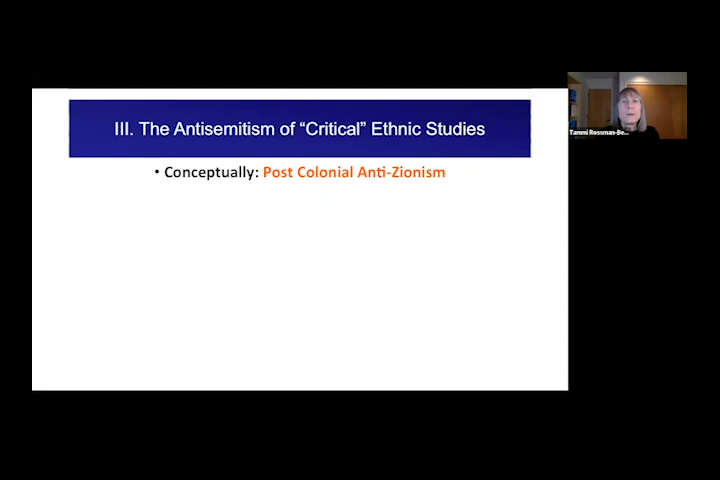 III. The Antisemitism of “Critical” Ethnic Studies
• Conceptually: Post Colonial Anti-Zionism
Tammi Rossman-Be...